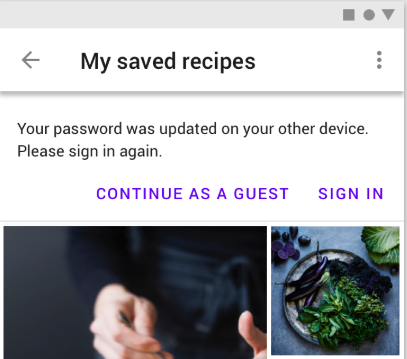 My saved recipes
Your password was updated on your other device.
Please sign in again.
CONTINUE AS A GUEST SIGN IN